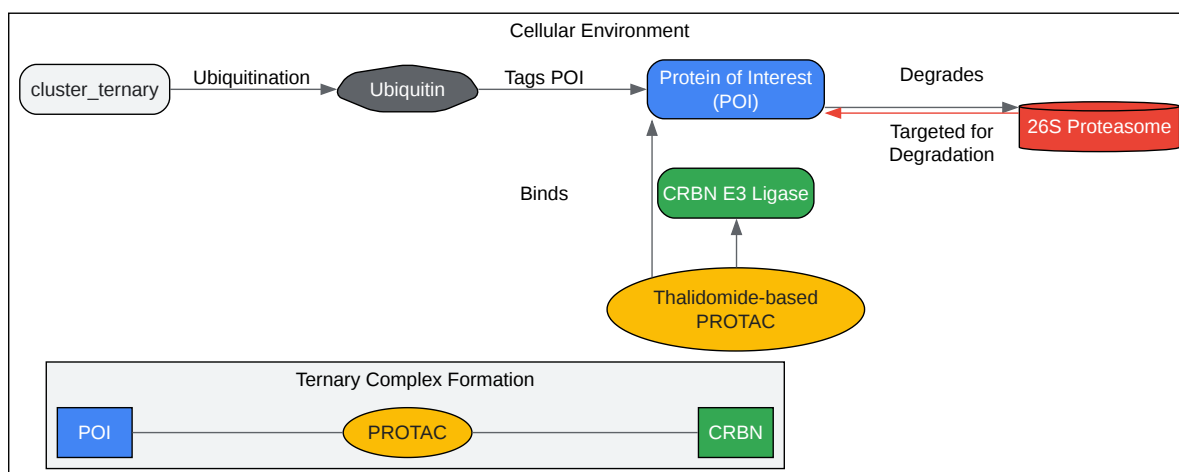 Cellular Environment
cluster_ternary
Ubiquitination
Ubiquitin
Tags POI
Protein of Interest
(POI)
Degrades
26S Proteasome
Targeted for
Degradation
Binds
CRBN E3 Ligase
Thalidomide-based
PROTAC
Ternary Complex Formation
POI
PROTAC
CRBN